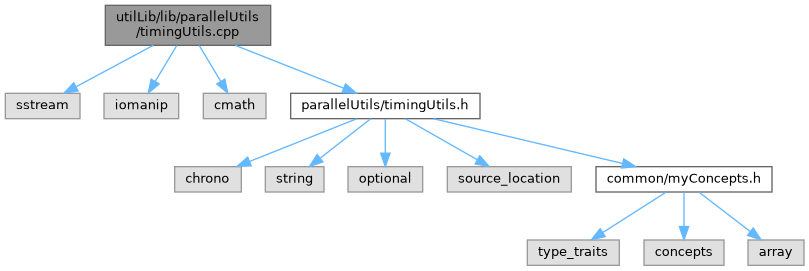 utilLib/lib/parallelUtils
/timingUtils.cpp
sstream
iomanip
cmath
parallelUtils/timingUtils.h
chrono
string
optional
source_location
common/myConcepts.h
type_traits
concepts
array